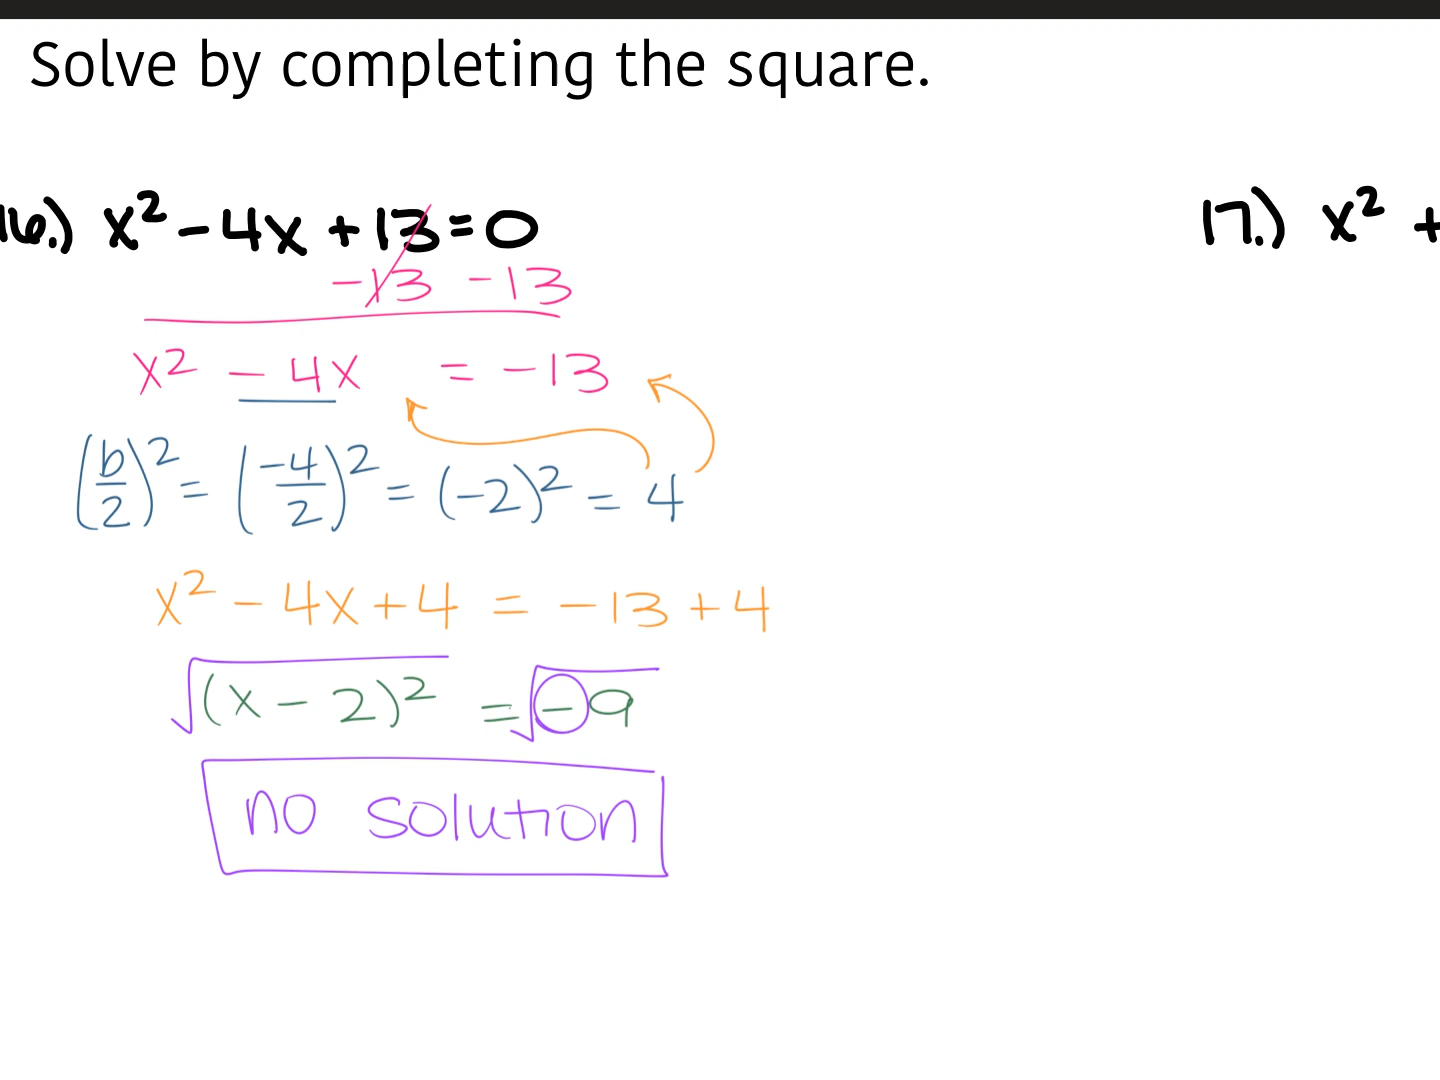 Solve by completing the square.
16.) x² - 4x + 13 = 0
17.) x² +
-13 -13
x² - 4x = -13
(b/2)² = (-4/2)² = (-2)² = 4
x² - 4x + 4 = -13 + 4
√(x - 2)² = √-9
no solution